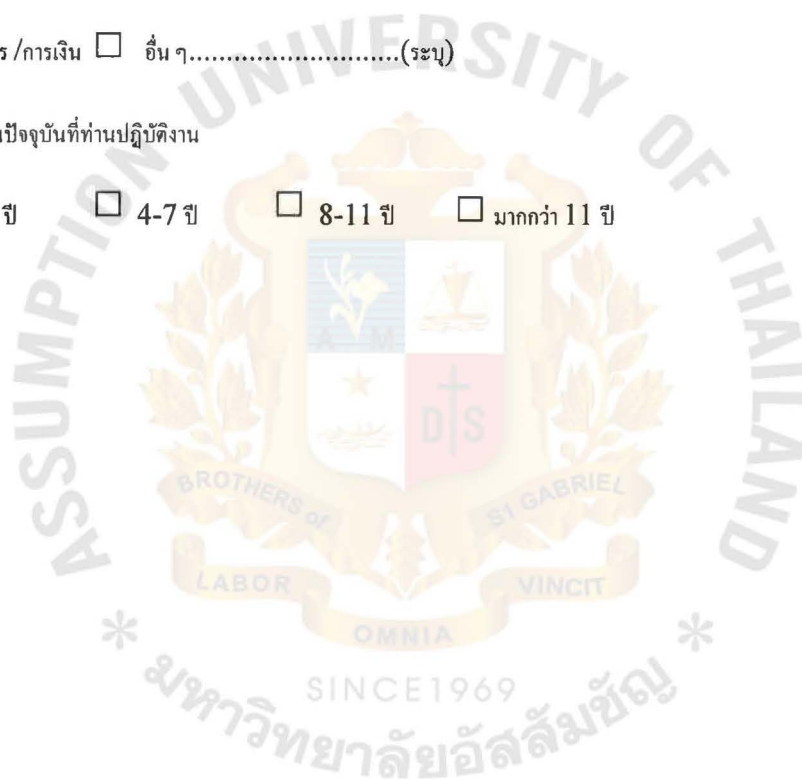 ร /การเงิน ☐ อื่น ๆ............................(ระบุ)
นปัจจุบันที่ท่านปฎิบัติงาน
ปี ☐ 4-7 ปี ☐ 8-11 ปี ☐ มากกว่า 11 ปี
ASSUMPTION UNIVERSITY OF THAILAND
A M
D S
BROTHERS of ST GABRIEL
LABOR OMNIA VINCIT
SINCE1969
* มหาวิทยาลัยอัสสัมชัญ *